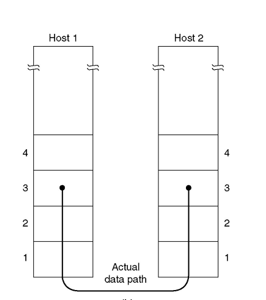 Host 1 Host 2
4 4
3 3
2 2
1 1
Actual
data path